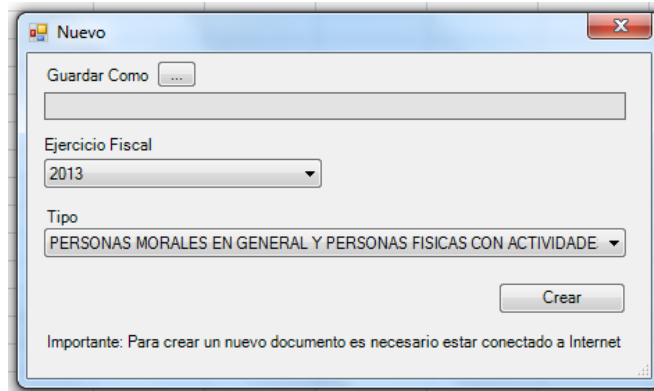 Nuevo
Guardar Como ...
Ejercicio Fiscal
2013
Tipo
PERSONAS MORALES EN GENERAL Y PERSONAS FISICAS CON ACTIVIDADE
Crear
Importante: Para crear un nuevo documento es necesario estar conectado a Internet